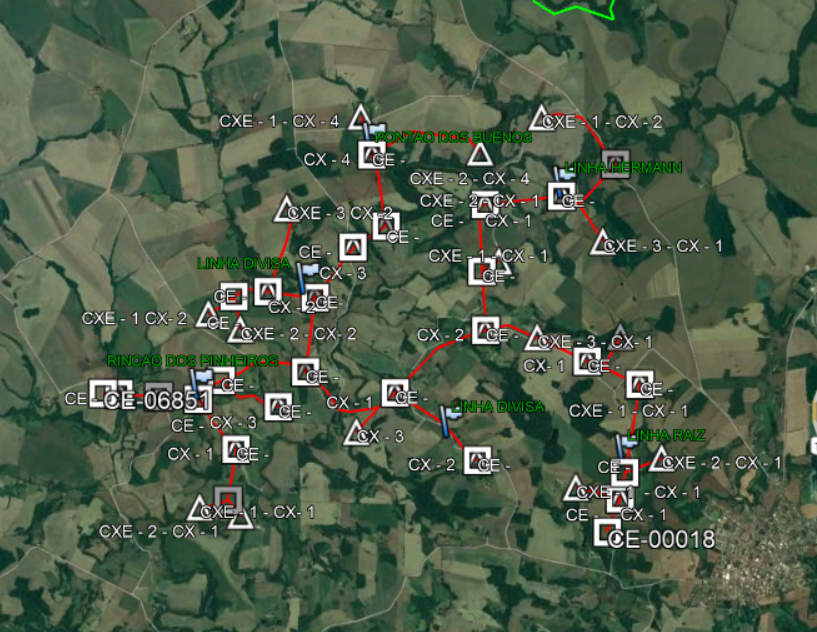 CXE - 1 - CX - 4
CXE - 1 - CX - 2
PONZAO DOS BUENOS
CX - 4
CE -
LINHA HERMANN
CXE - 2 - CX - 4
CXE - 2
CX - 1
CE -
CXE - 3 CX - 2
CE -
CX - 1
CE -
CXE - 3 - CX - 1
CE -
CXE - 1 - CX - 1
LINHA DIVISA
CX - 3
CE -
CE -
CX - 2
CE -
CXE - 1 CX - 2
CE -
CXE - 2 - CX - 2
CX - 2
CE -
CXE - 3 - CX - 1
RINCAO DOS PINHEIROS
CX - 1
CE -
CE -
CE -
CE -
CE - 06851
CE -
CX - 1
CE -
LINHA DIVISA
CXE - 1 - CX - 1
CE -
CX - 3
CX - 3
LINHA RAIZ
CX - 1
CE -
CX - 2
CE -
CE -
CXE - 2 - CX - 1
CXE - 1 - CX - 1
CXE - 1 - CX - 1
CE -
CX - 1
CXE - 2 - CX - 1
CE-00018